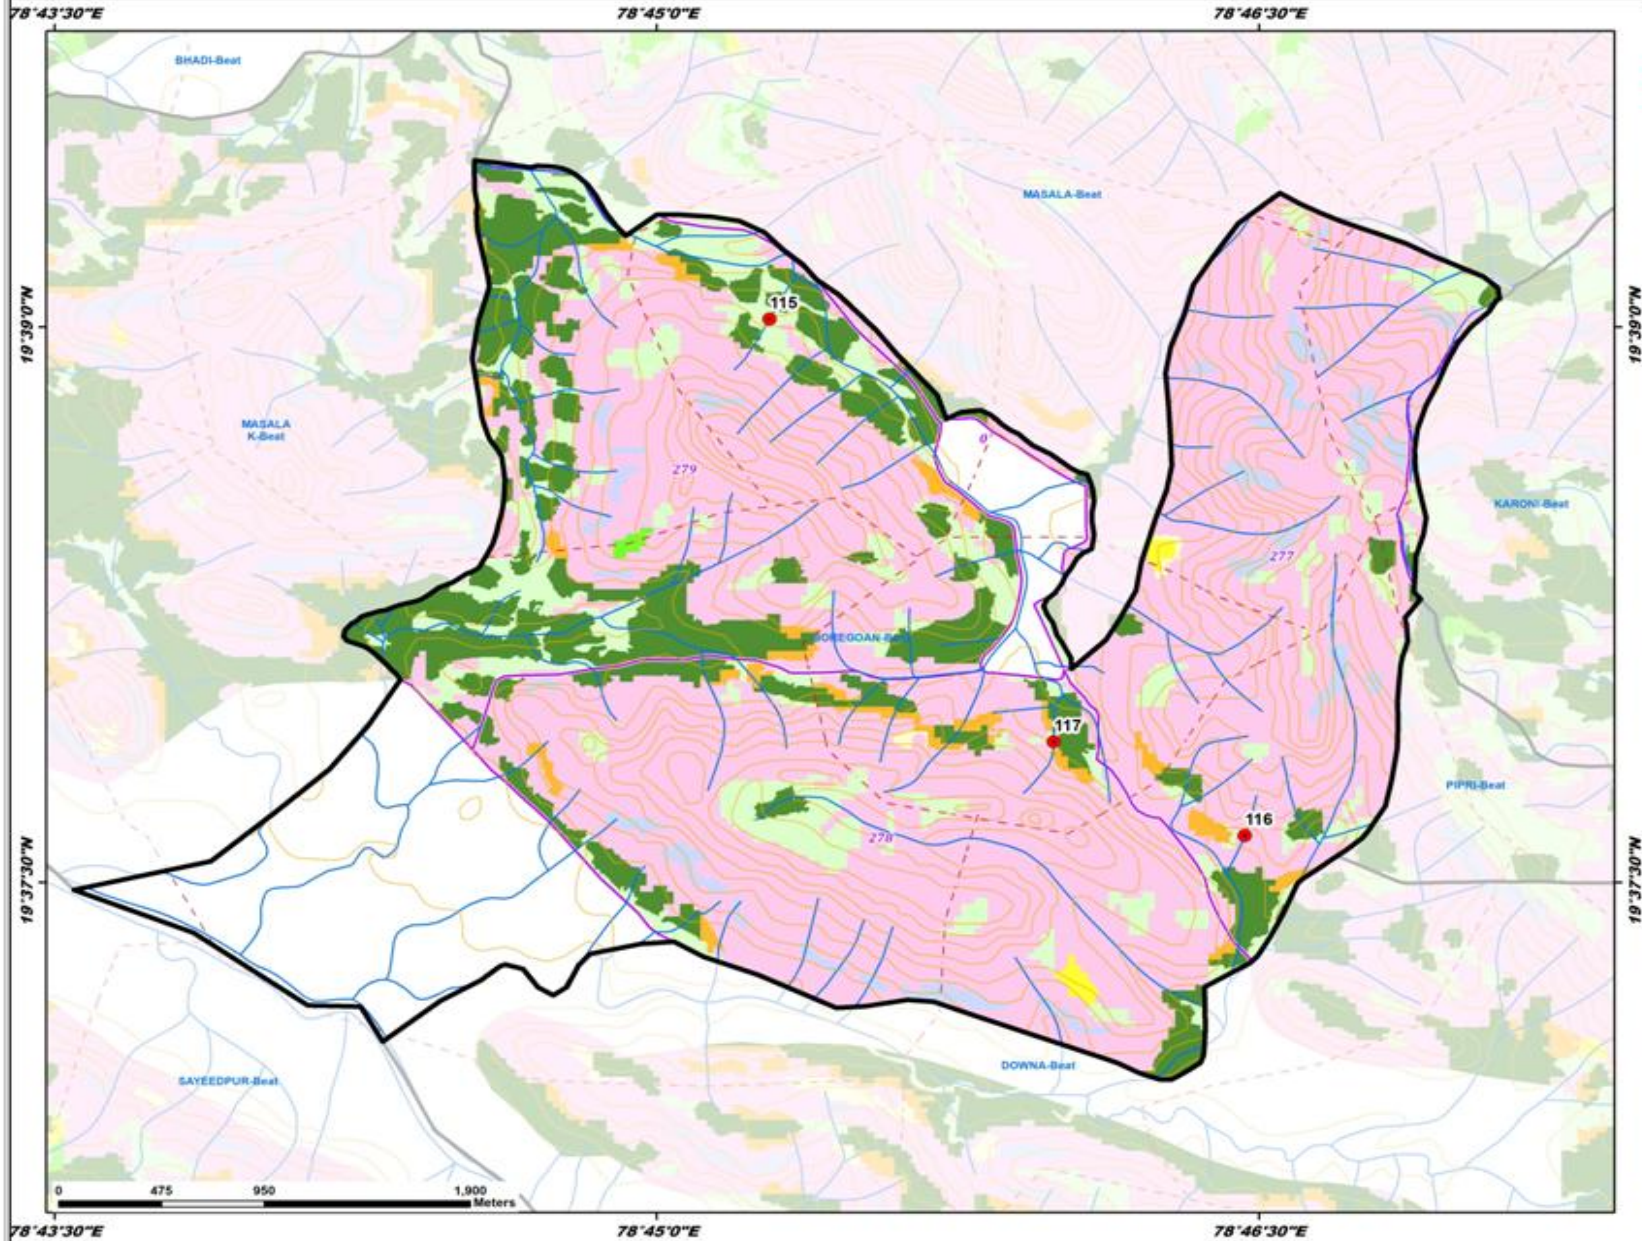 78°43'30"E
78°45'0"E
78°46'30"E
BHADI-Beat
MASALA-Beat
19°39'0"N
19°39'0"N
115
MASALA
K-Beat
0
279
KARONI-Beat
277
GOREGOAN-Beat
117
PIPRI-Beat
116
278
19°37'30"N
19°37'30"N
DOWNA-Beat
SAYEEDPUR-Beat
0 475 950 1,900
Meters
78°43'30"E
78°45'0"E
78°46'30"E